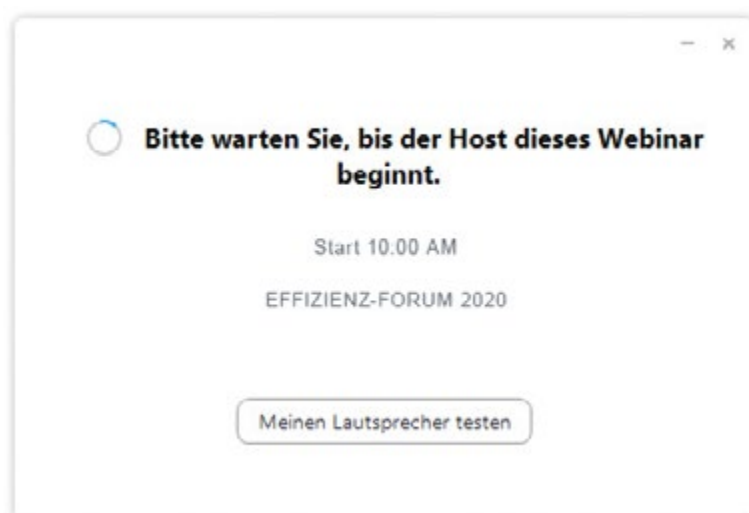 Bitte warten Sie, bis der Host dieses Webinar
beginnt.
Start 10.00 AM
EFFIZIENZ-FORUM 2020
Meinen Lautsprecher testen